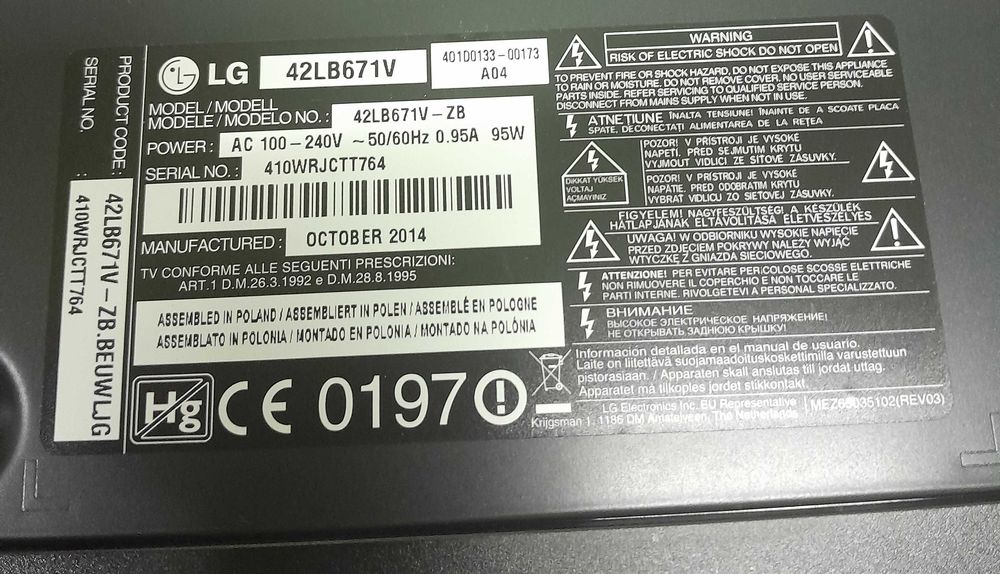 LG
42LB671V
401D0133-00173
A04
MODEL / MODELL
MODELE / MODELO NO. :
42LB671V-ZB
POWER :
AC 100-240V ~50/60Hz 0.95A 95W
SERIAL NO. :
410WRJCTT764
MANUFACTURED :
OCTOBER 2014
TV CONFORME ALLE SEGUENTI PRESCRIZIONI:
ART.1 D.M.26.3.1992 e D.M.28.8.1995
ASSEMBLED IN POLAND / ASSEMBLIERT IN POLEN / ASSEMBLÉ EN POLOGNE
ASSEMBLATO IN POLONIA / MONTADO EN POLONIA / MONTADO NA POLÓNIA
Hg
CE 0197
PRODUCT CODE :
42LB671V-ZB.BEUWLJG
SERIAL NO. :
410WRJCTT764
WARNING
RISK OF ELECTRIC SHOCK DO NOT OPEN
TO PREVENT FIRE OR SHOCK HAZARD, DO NOT EXPOSE THIS APPLIANCE
TO RAIN OR MOISTURE. DO NOT REMOVE COVER. NO USER SERVICEABLE
PARTS INSIDE. REFER SERVICING TO QUALIFIED SERVICE PERSON.
DISCONNECT FROM MAINS SUPPLY WHEN NOT IN USE.
ATNEȚIUNE ÎNALTA TENSIUNE! ÎNAINTE DE A SCOATE PLACA
SPATE, DECONECTAȚI ALIMENTAREA DE LA REȚEA
DIKKAT YUKSEK
VOLTAJ
AÇMAYINIZ
POZOR! V PŘÍSTROJI JE VYSOKÉ
NAPĚTÍ. PŘED SEJMUTIM KRYTU
VYJMOUT VIDLICI ZE SÍŤOVÉ ZÁSUVKY.
POZOR! V PRÍSTROJI JE VYSOKÉ
NAPÄTIE. PRED ODOBRATÍM KRYTU
VYBRAT VIDLICU ZO SIEŤOVEJ ZÁSUVKY.
FIGYELEM! NAGYFESZÜLTSÉG! A KÉSZÜLÉK
HÁTLAPJÁNAK ELTÁVOLÍTÁSA ÉLETVESZÉLYES
UWAGA! W ODBIORNIKU WYSOKIE NAPIĘCIE
PRZED ZDJĘCIEM POKRYWY NALEŻY WYJĄĆ
WTYCZKĘ Z GNIAZDA SIECIOWEGO.
ATTENZIONE! PER EVITARE PERICOLOSE SCOSSE ELETTRICHE
NON RIMUOVERE IL COPERCHIO E NON TOCCARE LE
PARTI INTERNE. RIVOLGETEVI A PERSONAL SPECIALIZZATO.
ВНИМАНИЕ
ВЫСОКОЕ ЭЛЕКТРИЧЕСКОЕ НАПРЯЖЕНИЕ!
НЕ ОТКРЫВАТЬ ЗАДНЮЮ КРЫШКУ!
Información detallada en el manual de usuario.
Laite on liitettävä suojamaadoituskoskettimilla varustettuun
pistorasiaan. / Apparaten skall anslutas till jordat uttag.
Apparatet må tilkoples jordet stikkontakt.
LG Electronics Inc. EU Representative
Krijgsman 1, 1186 DM Amstelveen, The Netherlands
MEZ65035102(REV03)